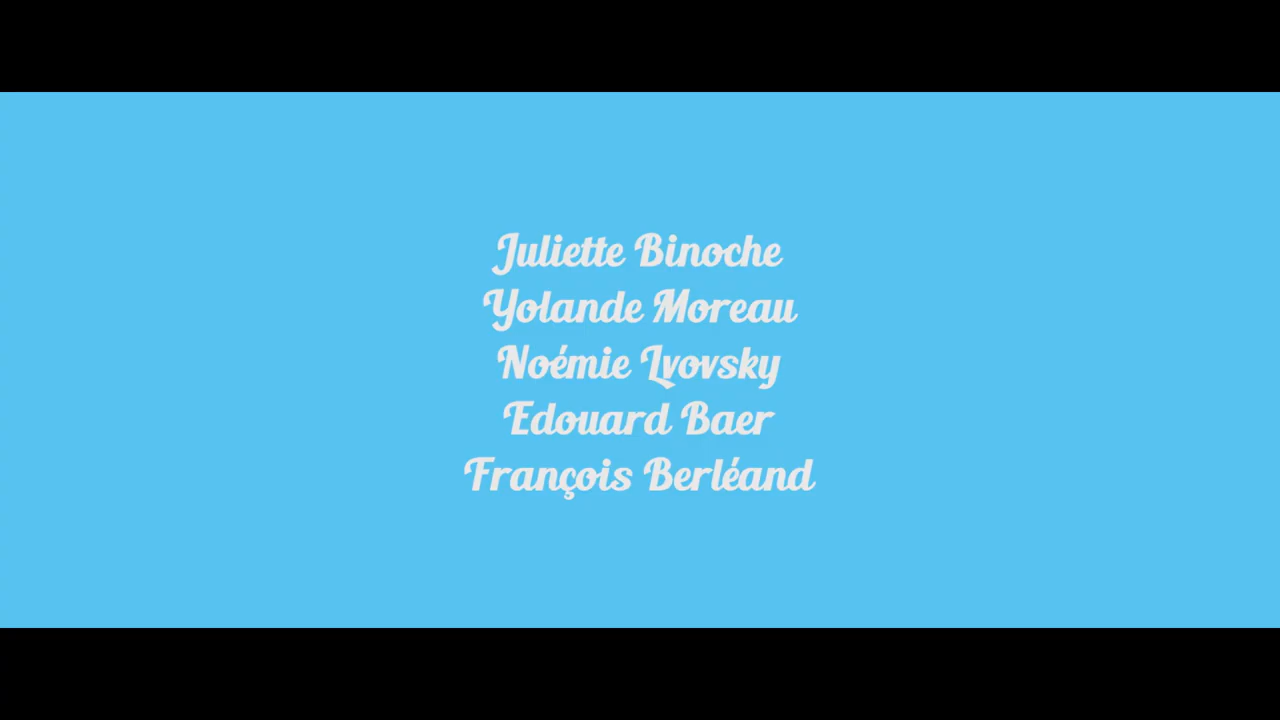 Juliette Binoche
Yolande Moreau
Noémie Lvovsky
Edouard Baer
François Berléand